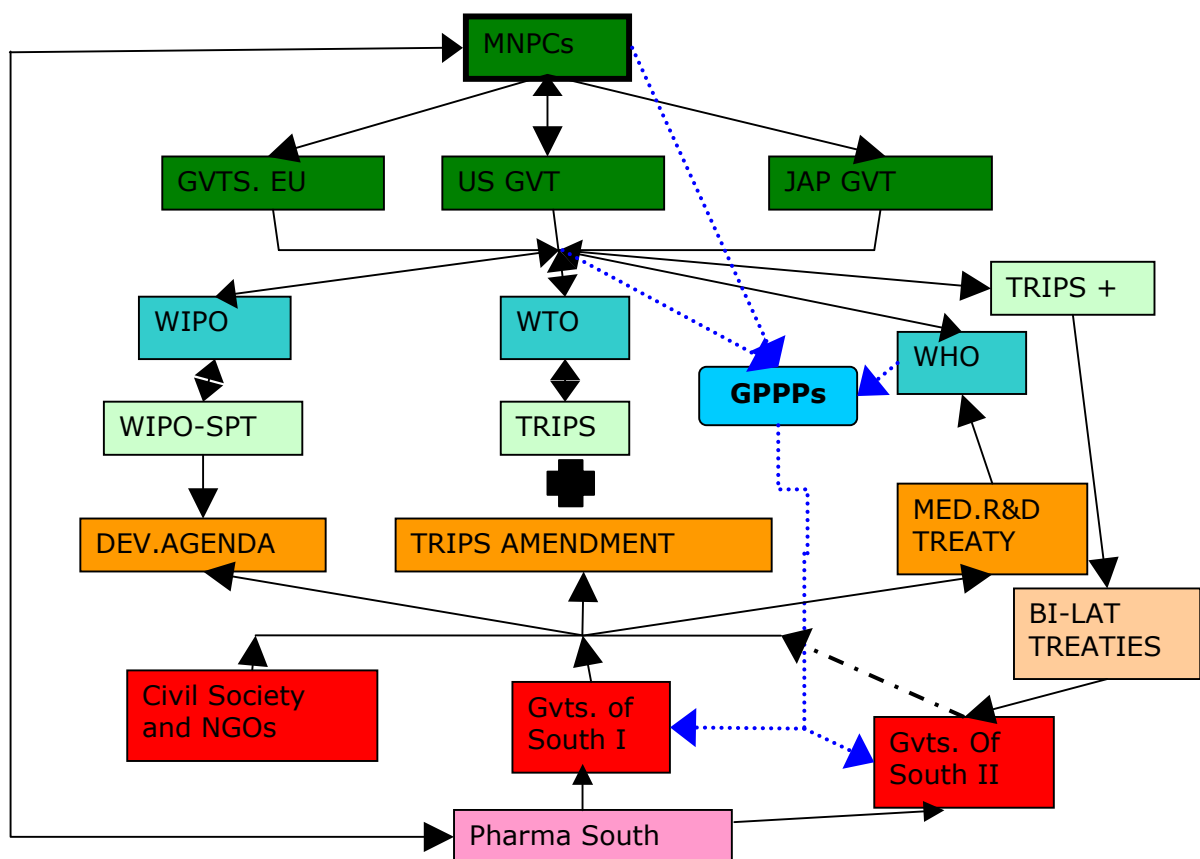 MNPCs
GVTS. EU
US GVT
JAP GVT
TRIPS +
WIPO
WTO
WHO
GPPPs
WIPO-SPT
TRIPS
MED.R&D
TREATY
DEV.AGENDA
TRIPS AMENDMENT
BI-LAT
TREATIES
Civil Society
and NGOs
Gvts. of
South I
Gvts. Of
South II
Pharma South